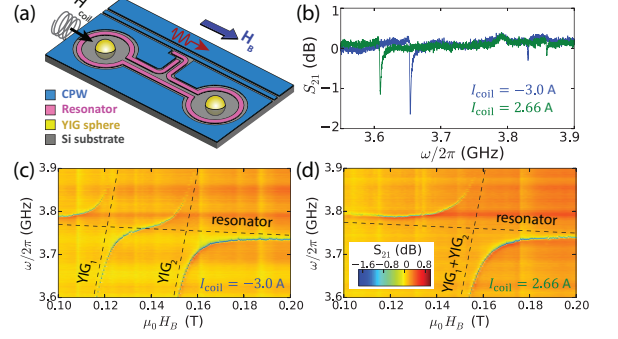 (a)
H
coil
H_B
CPW
Resonator
YIG sphere
Si substrate
(b)
S₂₁ (dB)
0
−1
−2
I_coil = −3.0 A
I_coil = 2.66 A
3.6 3.7 3.8 3.9
ω/2π (GHz)
(c)
ω/2π (GHz)
3.9
3.8
3.7
3.6
resonator
YIG₁
YIG₂
I_coil = −3.0 A
0.10 0.12 0.14 0.16 0.18 0.20
μ₀H_B (T)
(d)
ω/2π (GHz)
3.9
3.8
3.7
3.6
resonator
S₂₁ (dB)
−1.6 −0.8 0 0.8
YIG₁+YIG₂
I_coil = 2.66 A
0.10 0.12 0.14 0.16 0.18 0.20
μ₀H_B (T)